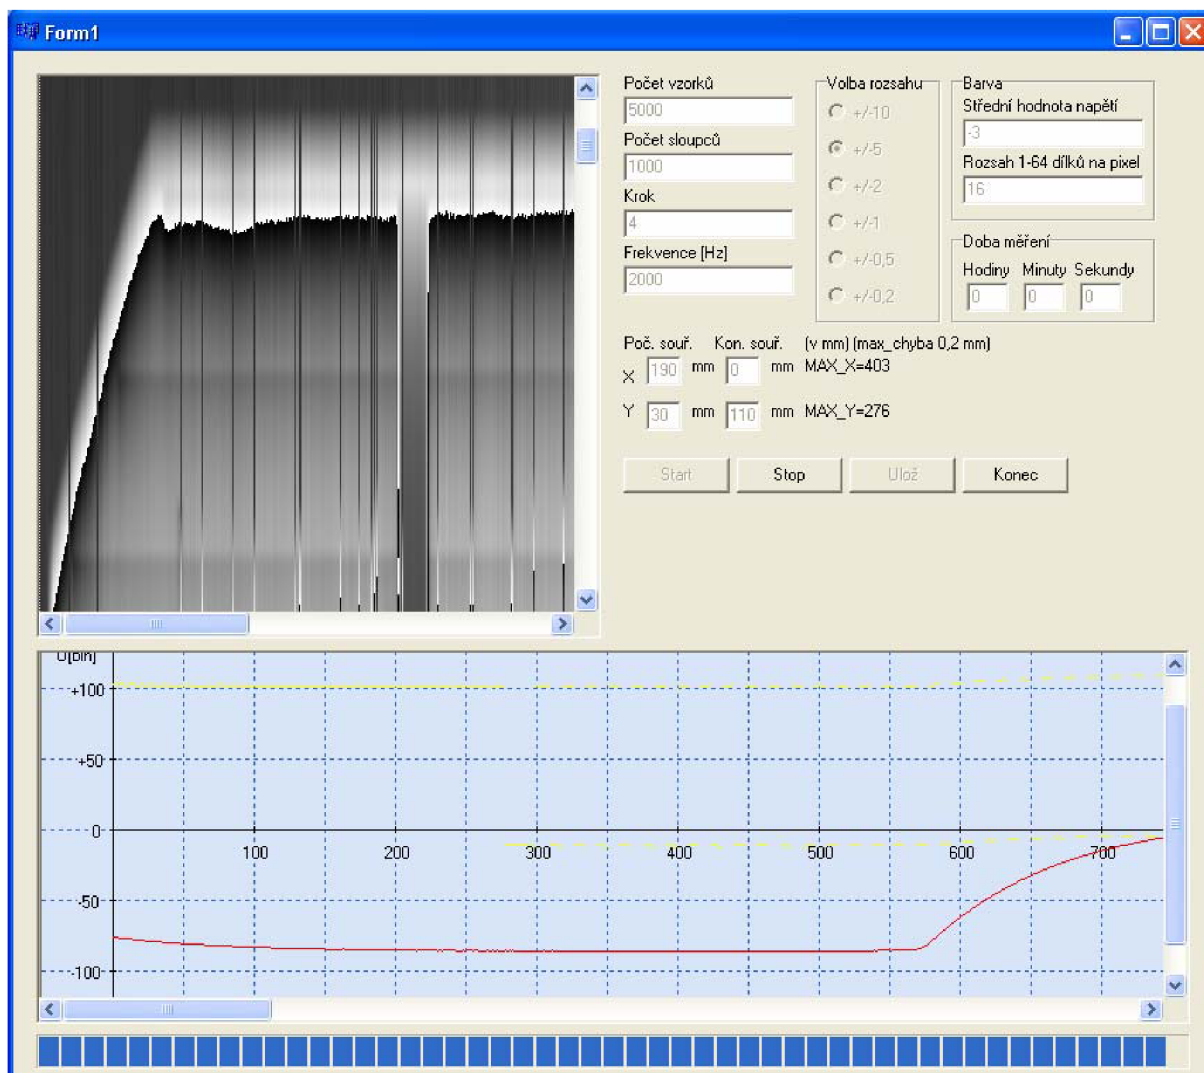 Form1
Počet vzorků
5000
Počet sloupců
1000
Krok
4
Frekvence [Hz]
2000
Volba rozsahu
+/-10
+/-5
+/-2
+/-1
+/-0,5
+/-0,2
Barva
Střední hodnota napětí
-3
Rozsah 1-64 dílků na pixel
16
Doba měření
Hodiny Minuty Sekundy
0 0 0
Poč. souř. Kon. souř. (v mm) (max_chyba 0,2 mm)
X 190 mm 0 mm MAX_X=403
Y 30 mm 110 mm MAX_Y=276
Start Stop Ulož Konec
U[bin]
+100
+50
0
100 200 300 400 500 600 700
-50
-100